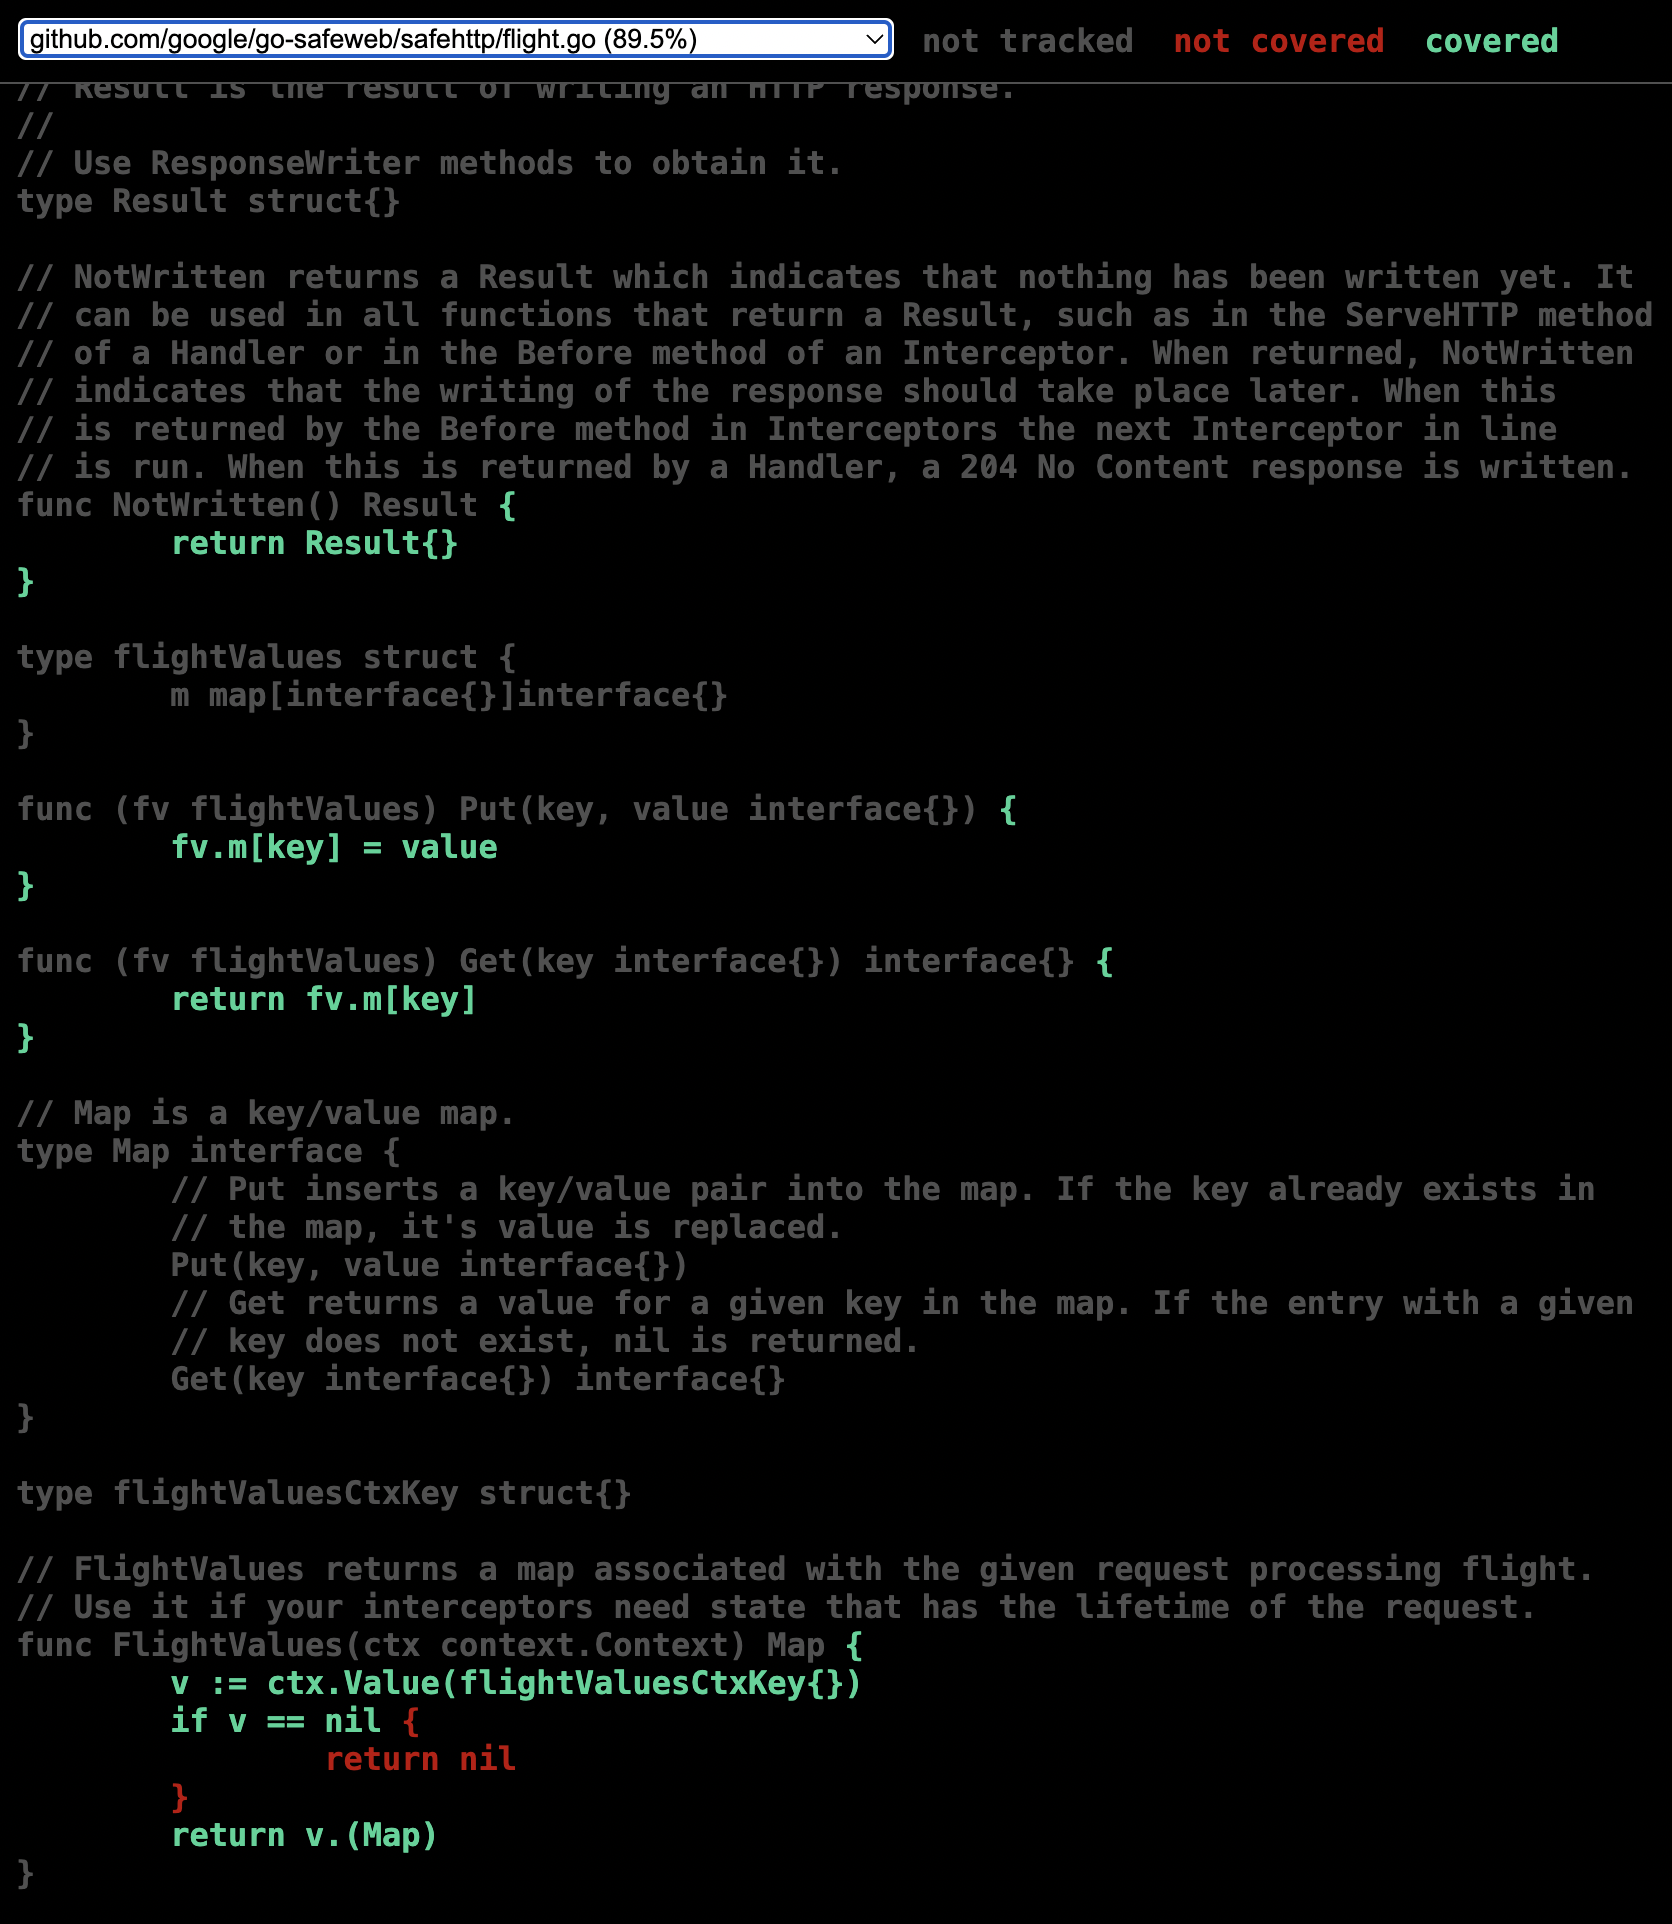 github.com/google/go-safeweb/safehttp/flight.go (89.5%) not tracked not covered covered
// Result is the result of writing an HTTP response.
//
// Use ResponseWriter methods to obtain it.
type Result struct{}
// NotWritten returns a Result which indicates that nothing has been written yet. It
// can be used in all functions that return a Result, such as in the ServeHTTP method
// of a Handler or in the Before method of an Interceptor. When returned, NotWritten
// indicates that the writing of the response should take place later. When this
// is returned by the Before method in Interceptors the next Interceptor in line
// is run. When this is returned by a Handler, a 204 No Content response is written.
func NotWritten() Result {
        return Result{}
}
type flightValues struct {
        m map[interface{}]interface{}
}
func (fv flightValues) Put(key, value interface{}) {
        fv.m[key] = value
}
func (fv flightValues) Get(key interface{}) interface{} {
        return fv.m[key]
}
// Map is a key/value map.
type Map interface {
        // Put inserts a key/value pair into the map. If the key already exists in
        // the map, it's value is replaced.
        Put(key, value interface{})
        // Get returns a value for a given key in the map. If the entry with a given
        // key does not exist, nil is returned.
        Get(key interface{}) interface{}
}
type flightValuesCtxKey struct{}
// FlightValues returns a map associated with the given request processing flight.
// Use it if your interceptors need state that has the lifetime of the request.
func FlightValues(ctx context.Context) Map {
        v := ctx.Value(flightValuesCtxKey{})
        if v == nil {
                return nil
        }
        return v.(Map)
}